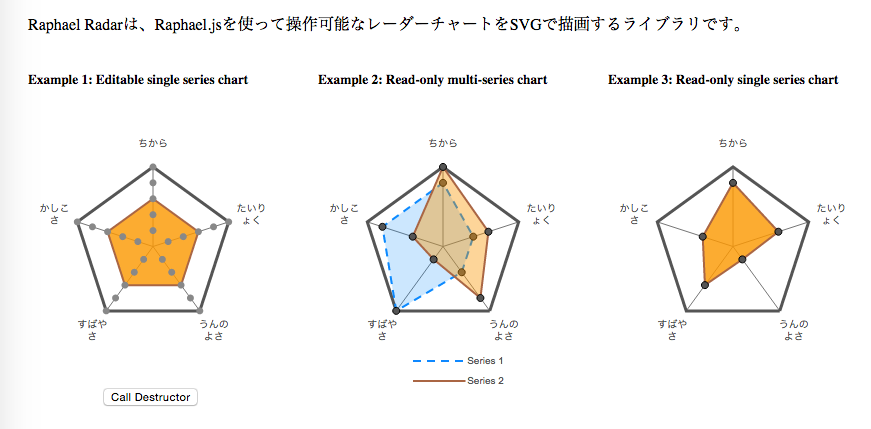 Raphael Radarは、Raphael.jsを使って操作可能なレーダーチャートをSVGで描画するライブラリです。
Example 1: Editable single series chart
Example 2: Read-only multi-series chart
Example 3: Read-only single series chart
ちから
たいり
ょく
うんの
よさ
すばや
さ
かしこ
さ
ちから
たいり
ょく
うんの
よさ
すばや
さ
かしこ
さ
Series 1
Series 2
ちから
たいり
ょく
うんの
よさ
すばや
さ
かしこ
さ
Call Destructor